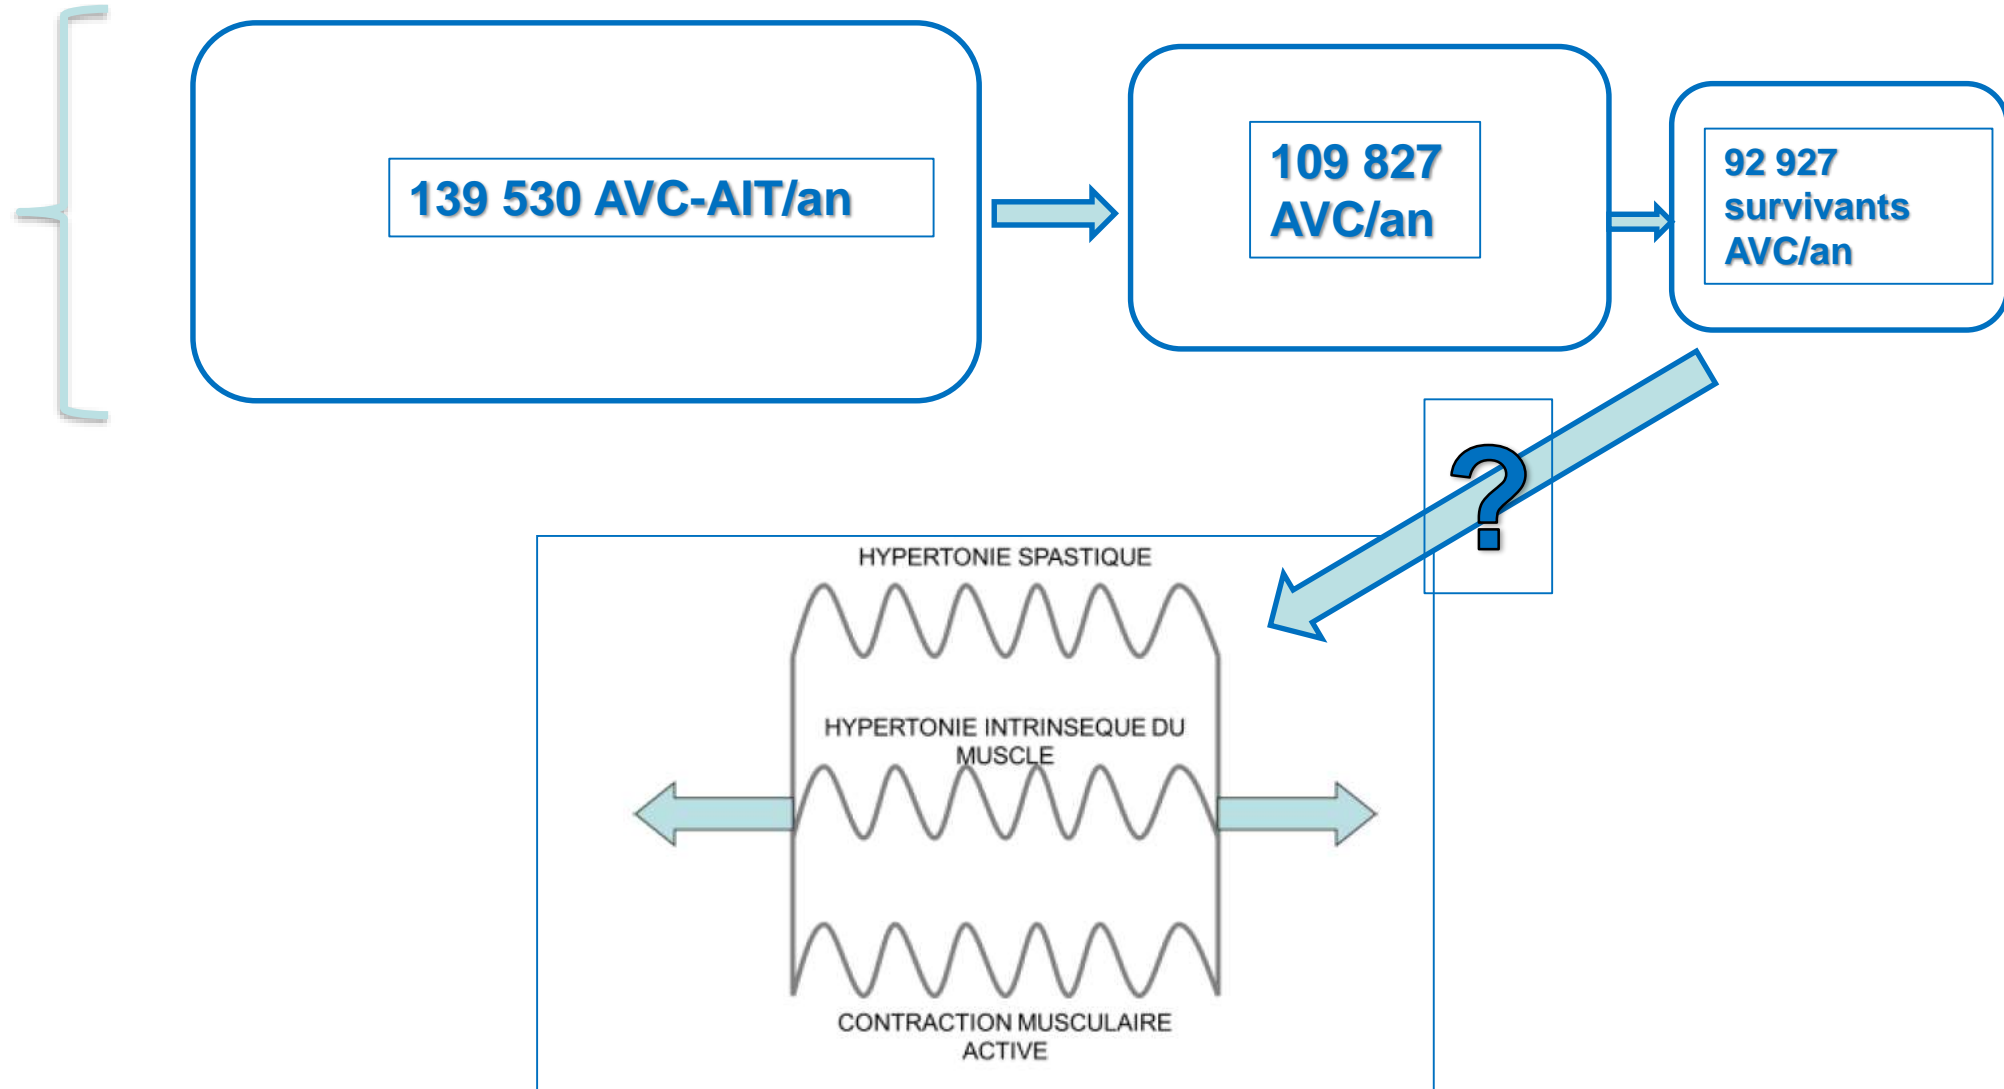 139 530 AVC-AIT/an
109 827
AVC/an
92 927
survivants
AVC/an
?
HYPERTONIE SPASTIQUE
HYPERTONIE INTRINSEQUE DU
MUSCLE
CONTRACTION MUSCULAIRE
ACTIVE